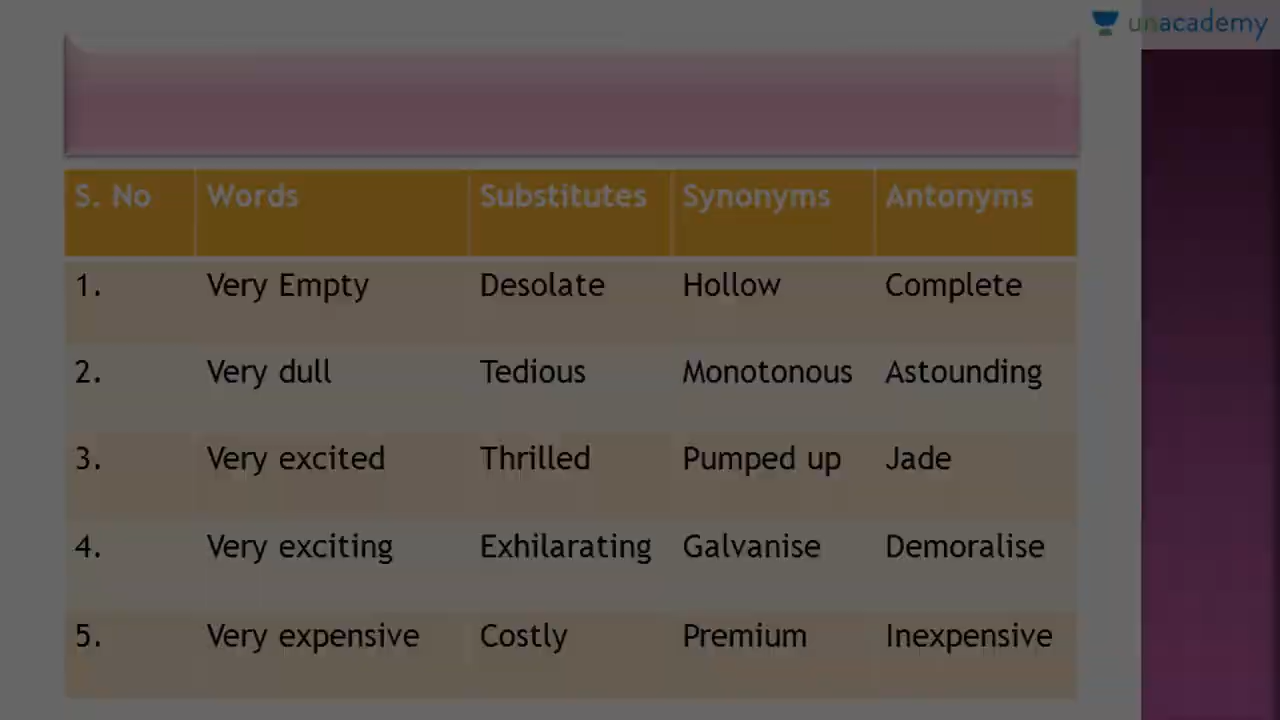 unacademy
S. No Words Substitutes Synonyms Antonyms
1. Very Empty Desolate Hollow Complete
2. Very dull Tedious Monotonous Astounding
3. Very excited Thrilled Pumped up Jade
4. Very exciting Exhilarating Galvanise Demoralise
5. Very expensive Costly Premium Inexpensive